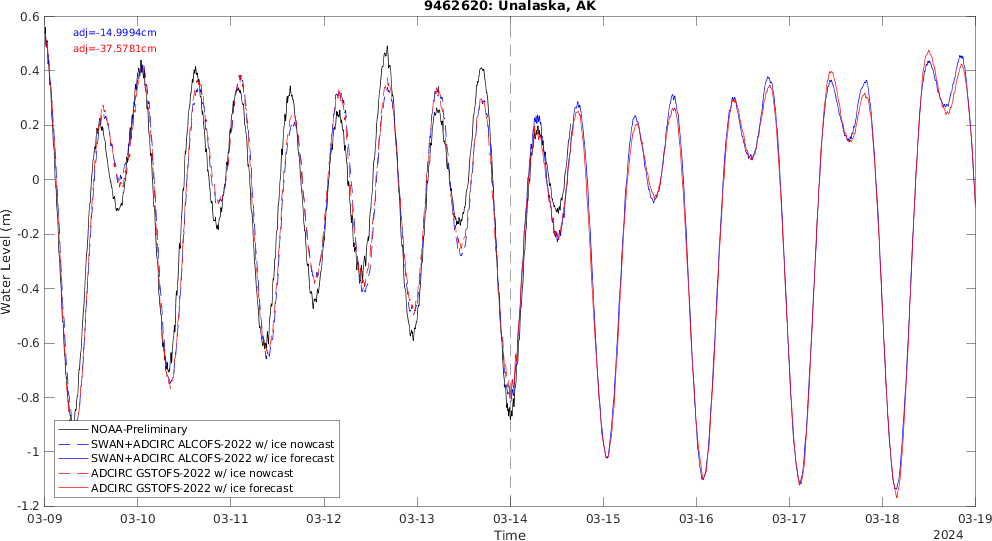 9462620: Unalaska, AK
adj=-14.9994cm
adj=-37.5781cm
0.6
0.4
0.2
0
-0.2
-0.4
-0.6
-0.8
-1
-1.2
Water Level (m)
NOAA-Preliminary
SWAN+ADCIRC ALCOFS-2022 w/ ice nowcast
SWAN+ADCIRC ALCOFS-2022 w/ ice forecast
ADCIRC GSTOFS-2022 w/ ice nowcast
ADCIRC GSTOFS-2022 w/ ice forecast
03-09 03-10 03-11 03-12 03-13 03-14 03-15 03-16 03-17 03-18 03-19
Time
2024